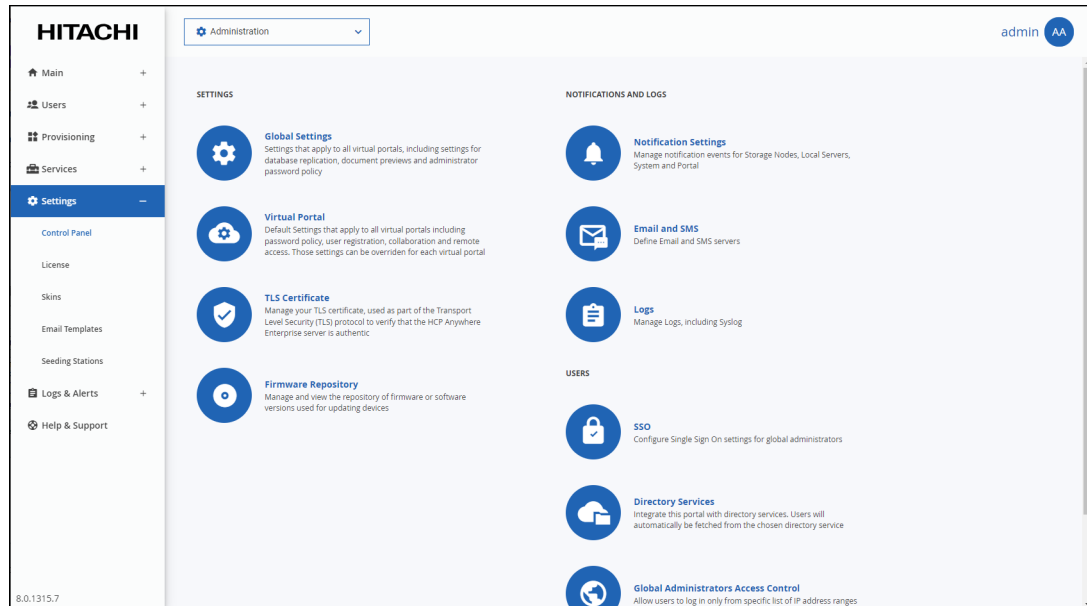 HITACHI
Administration
admin
AA
Main
+
Users
+
Provisioning
+
Services
+
Settings
−
Control Panel
License
Skins
Email Templates
Seeding Stations
Logs & Alerts
+
Help & Support
8.0.1315.7
SETTINGS
Global Settings
Settings that apply to all virtual portals, including settings for
database replication, document previews and administrator
password policy
Virtual Portal
Default Settings that apply to all virtual portals including
password policy, user registration, collaboration and remote
access. Those settings can be overriden for each virtual portal
TLS Certificate
Manage your TLS certificate, used as part of the Transport
Level Security (TLS) protocol to verify that the HCP Anywhere
Enterprise server is authentic
Firmware Repository
Manage and view the repository of firmware or software
versions used for updating devices
NOTIFICATIONS AND LOGS
Notification Settings
Manage notification events for Storage Nodes, Local Servers,
System and Portal
Email and SMS
Define Email and SMS servers
Logs
Manage Logs, including Syslog
USERS
SSO
Configure Single Sign On settings for global administrators
Directory Services
Integrate this portal with directory services. Users will
automatically be fetched from the chosen directory service
Global Administrators Access Control
Allow users to log in only from specific list of IP address ranges